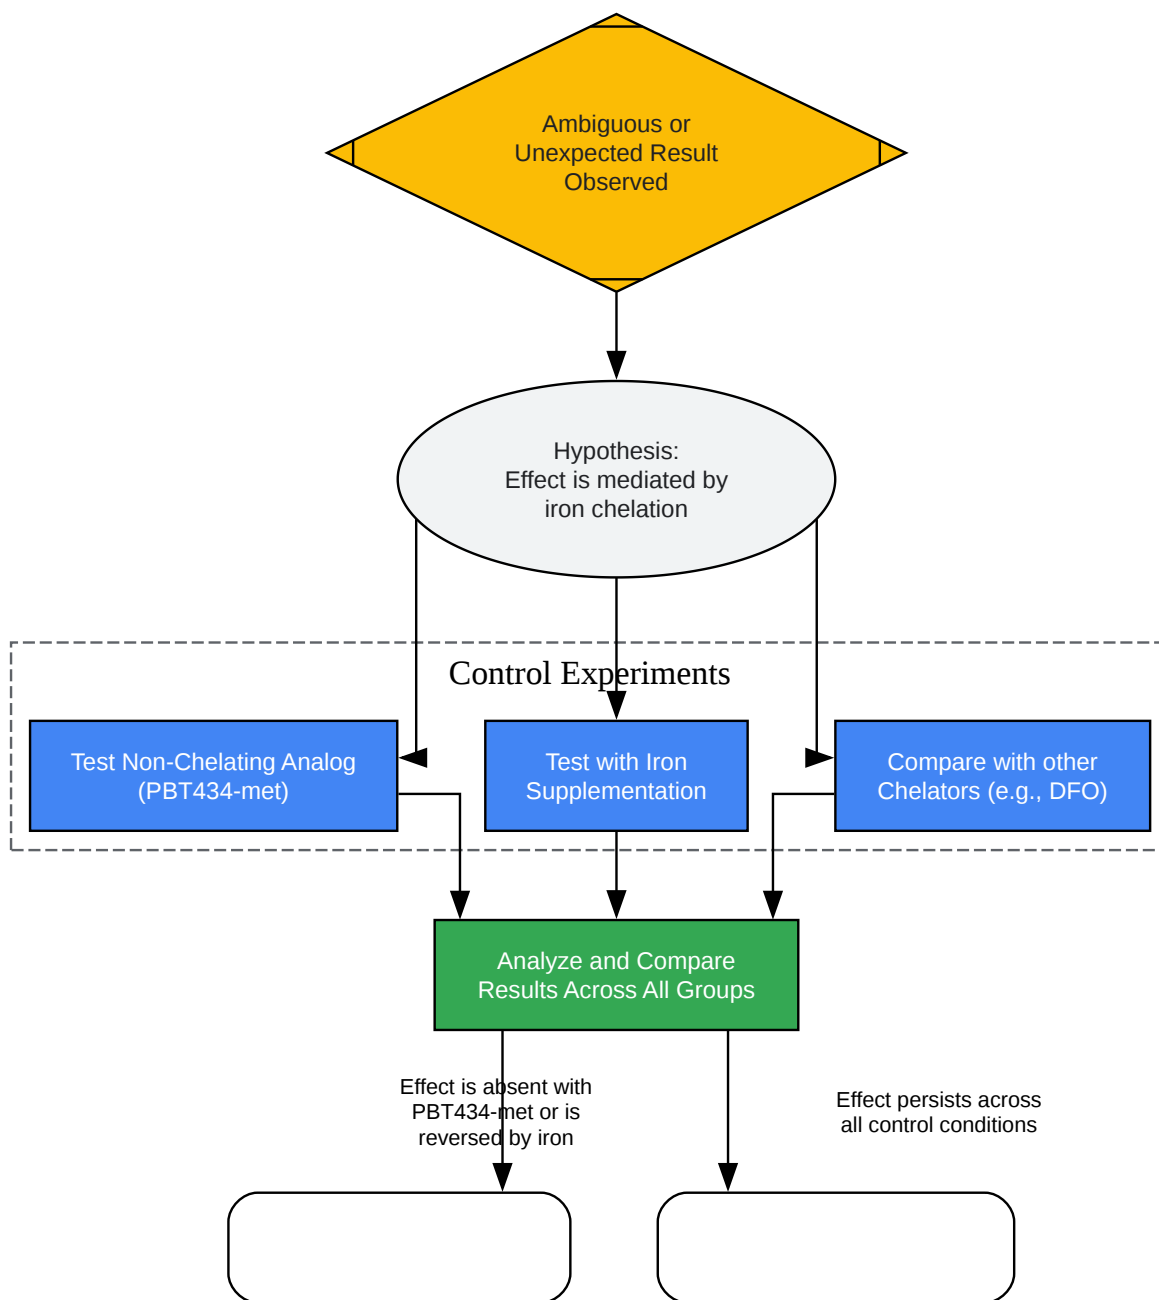 Ambiguous or
Unexpected Result
Observed
Hypothesis:
Effect is mediated by
iron chelation
Control Experiments
Test Non-Chelating Analog
(PBT434-met)
Test with Iron
Supplementation
Compare with other
Chelators (e.g., DFO)
Analyze and Compare
Results Across All Groups
Effect is absent with
PBT434-met or is
reversed by iron
Effect persists across
all control conditions